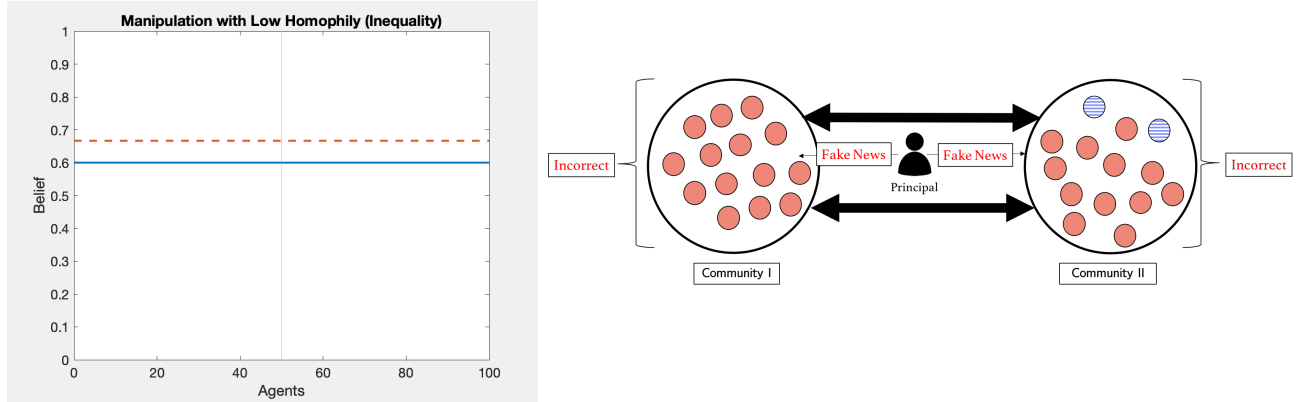 Manipulation with Low Homophily (Inequality)
1
0.9
0.8
0.7
0.6
0.5
0.4
0.3
0.2
0.1
0
Belief
0 20 40 60 80 100
Agents
Incorrect
Fake News
Fake News
Principal
Incorrect
Community I
Community II